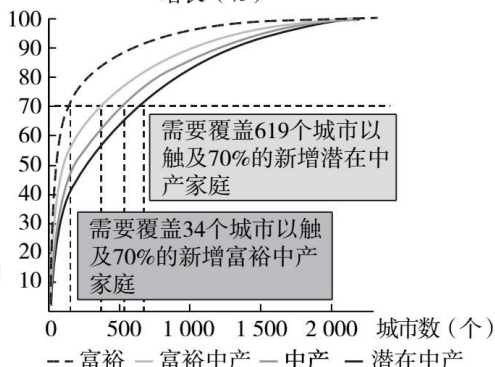 100
90
80
70
60
50
40
30
20
10
需要覆盖619个城市以
触及70%的新增潜在中
产家庭
需要覆盖34个城市以触
及70%的新增富裕中产
家庭
0 500 1 000 1 500 2 000 城市数（个）
富裕 富裕中产 中产 潜在中产